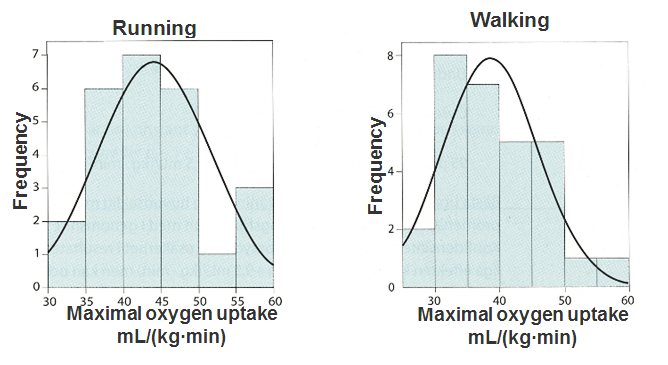 Running
Frequency
7
6
5
4
3
2
1
0
30 35 40 45 50 55 60
Maximal oxygen uptake
mL/(kg·min)
Walking
Frequency
8
6
4
2
0
30 40 50 60
Maximal oxygen uptake
mL/(kg·min)